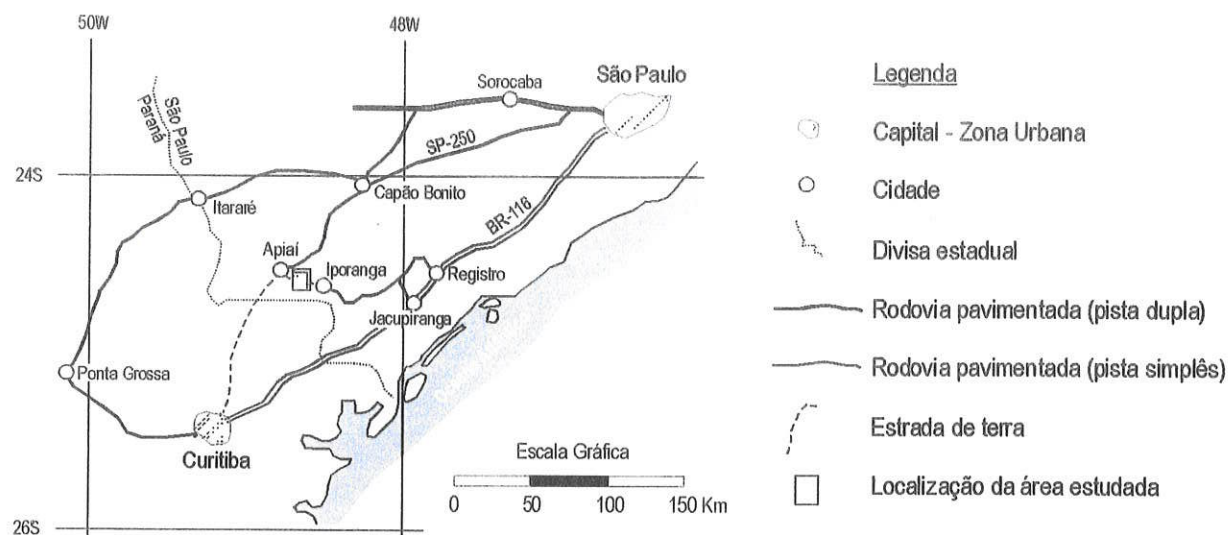 50W
48W
24S
26S
São Paulo
Paraná
São Paulo
Sorocaba
SP-250
Capão Bonito
Itararé
BR-116
Apiaí
Iporanga
Registro
Jacupiranga
Ponta Grossa
Curitiba
Escala Gráfica
0 50 100 150 Km
Legenda
Capital - Zona Urbana
Cidade
Divisa estadual
Rodovia pavimentada (pista dupla)
Rodovia pavimentada (pista simplês)
Estrada de terra
Localização da área estudada